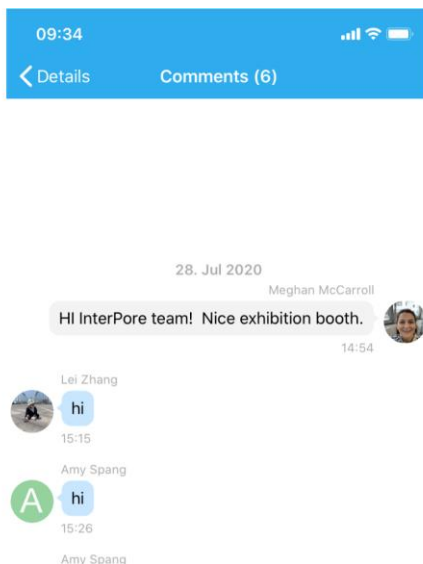 09:34
Details Comments (6)
28. Jul 2020
Meghan McCarroll
HI InterPore team!  Nice exhibition booth.
14:54
Lei Zhang
hi
15:15
Amy Spang
A hi
15:26
Amy Spang